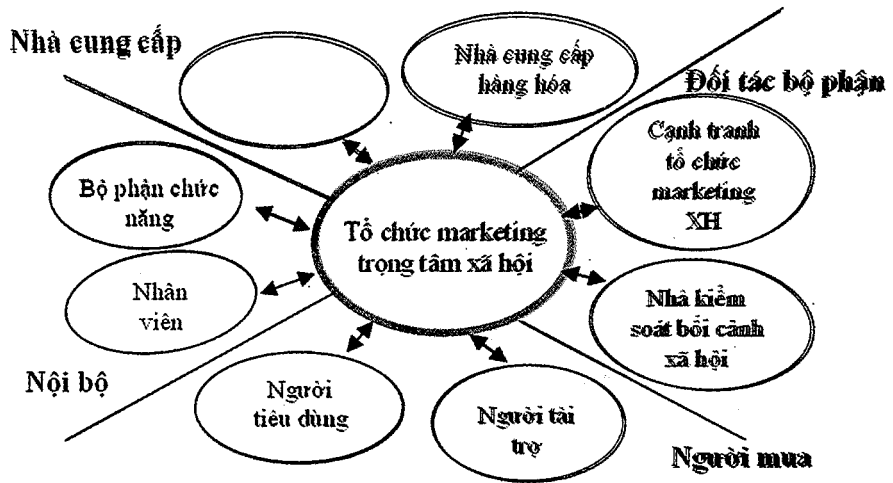 Nhà cung cấp
Nhà cung cấp
hàng hóa
Đối tác bộ phận
Cạnh tranh
tổ chức
marketing
XH
Bộ phận chức
năng
Tổ chức marketing
trọng tâm xã hội
Nhân
viên
Nhà kiểm
soát bối cảnh
xã hội
Nội bộ
Người
tiêu dùng
Người tài
trợ
Người mua